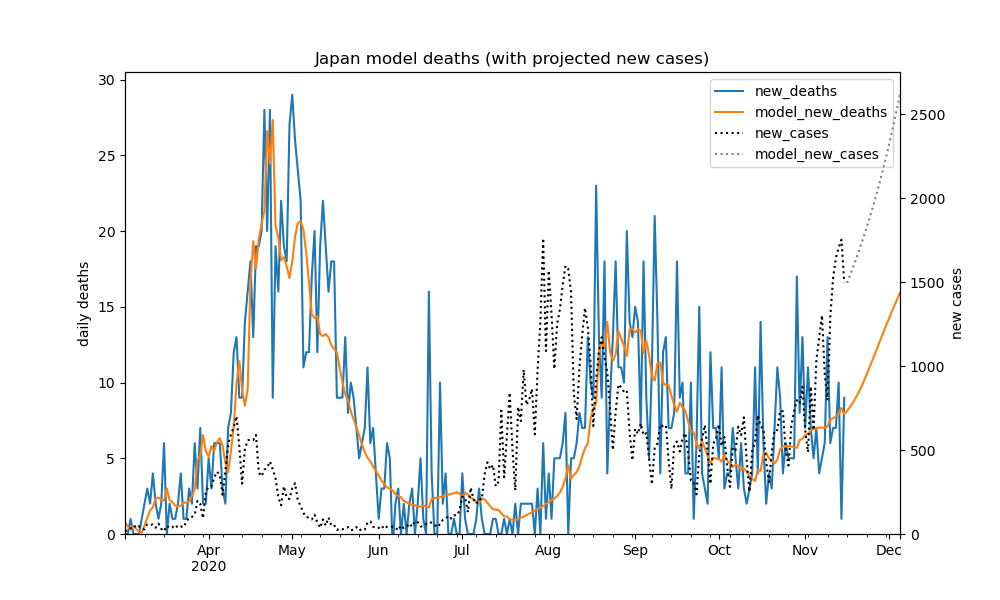 Japan model deaths (with projected new cases)
new_deaths
model_new_deaths
new_cases
model_new_cases
daily deaths
new cases
30
25
20
15
10
5
0
2500
2000
1500
1000
500
0
Apr
2020
May
Jun
Jul
Aug
Sep
Oct
Nov
Dec